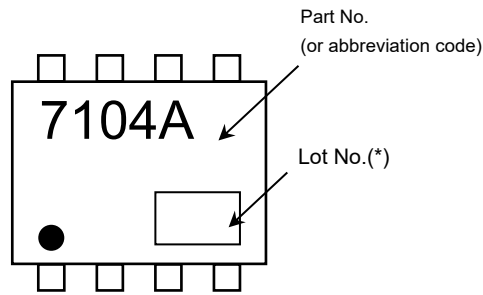 Part No.
(or abbreviation code)
7104A
Lot No.(*)